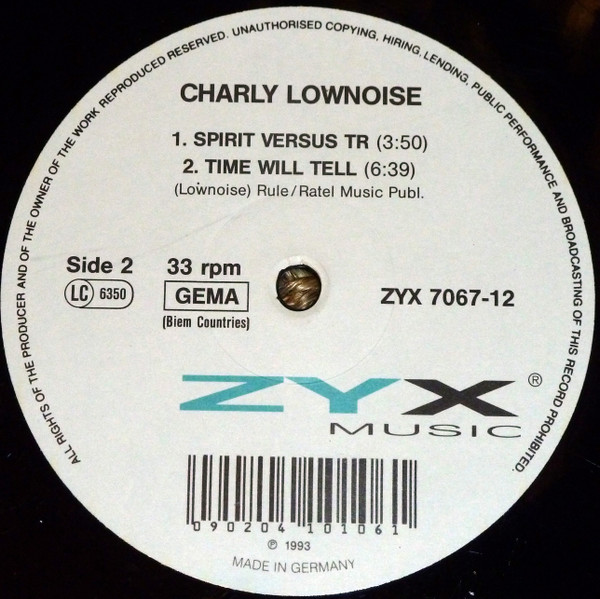 ALL RIGHTS OF THE PRODUCER AND OF THE OWNER OF THE WORK REPRODUCED RESERVED. UNAUTHORISED COPYING, HIRING, LENDING, PUBLIC PERFORMANCE AND BROADCASTING OF THIS RECORD PROHIBITED.
CHARLY LOWNOISE
1. SPIRIT VERSUS TR (3:50)
2. TIME WILL TELL (6:39)
(Lownoise) Rule/Ratel Music Publ.
Side 2 33 rpm
LC 6350 GEMA ZYX 7067-12
(Biem Countries)
ZYX ®
MUSIC
090204 101061
℗ 1993
MADE IN GERMANY